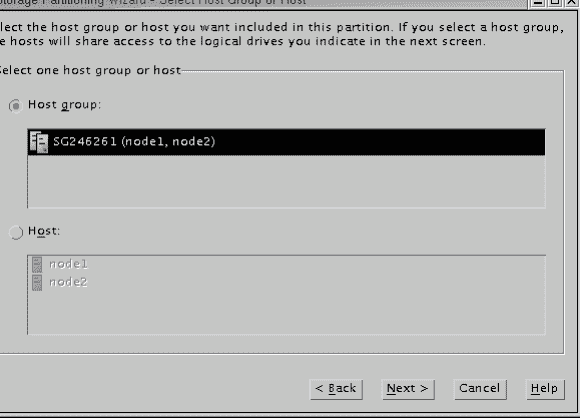 Storage Partitioning Wizard - Select Host Group or Host
lect the host group or host you want included in this partition. If you select a host group,
e hosts will share access to the logical drives you indicate in the next screen.
Select one host group or host
Host group:
SG246261 (node1, node2)
Host:
node1
node2
< Back Next > Cancel Help